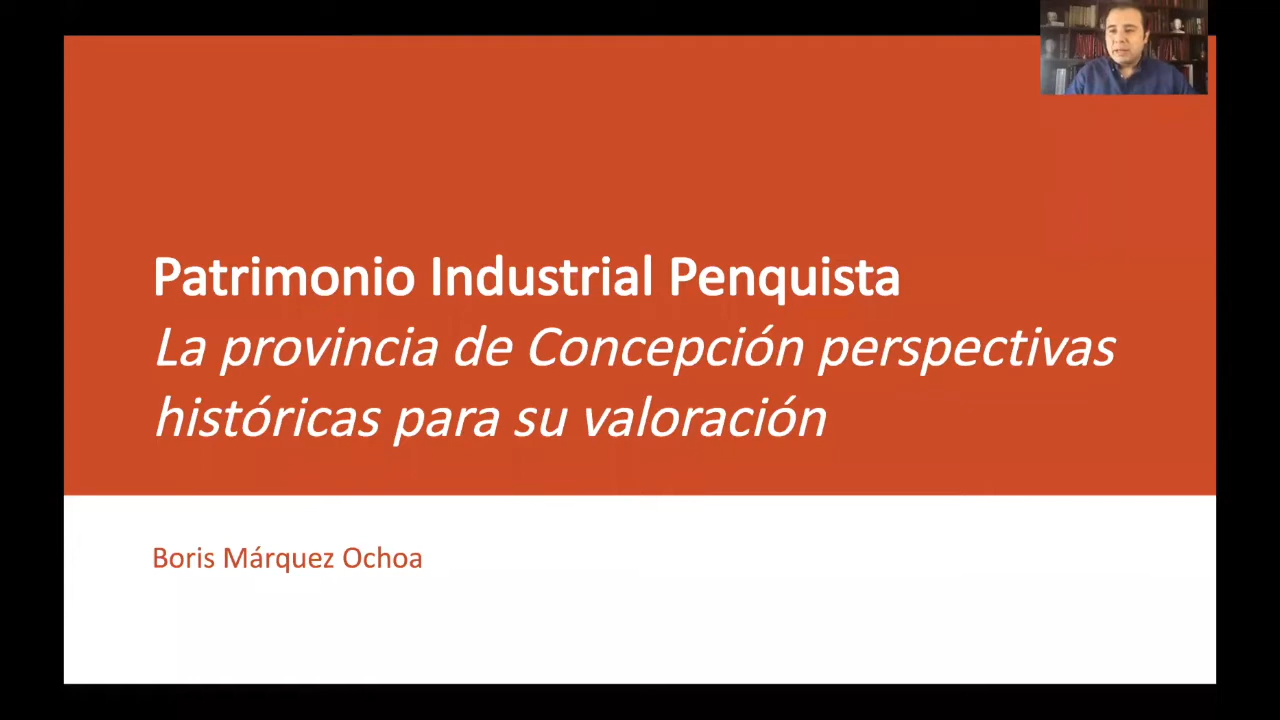 Patrimonio Industrial Penquista
La provincia de Concepción perspectivas
históricas para su valoración
Boris Márquez Ochoa